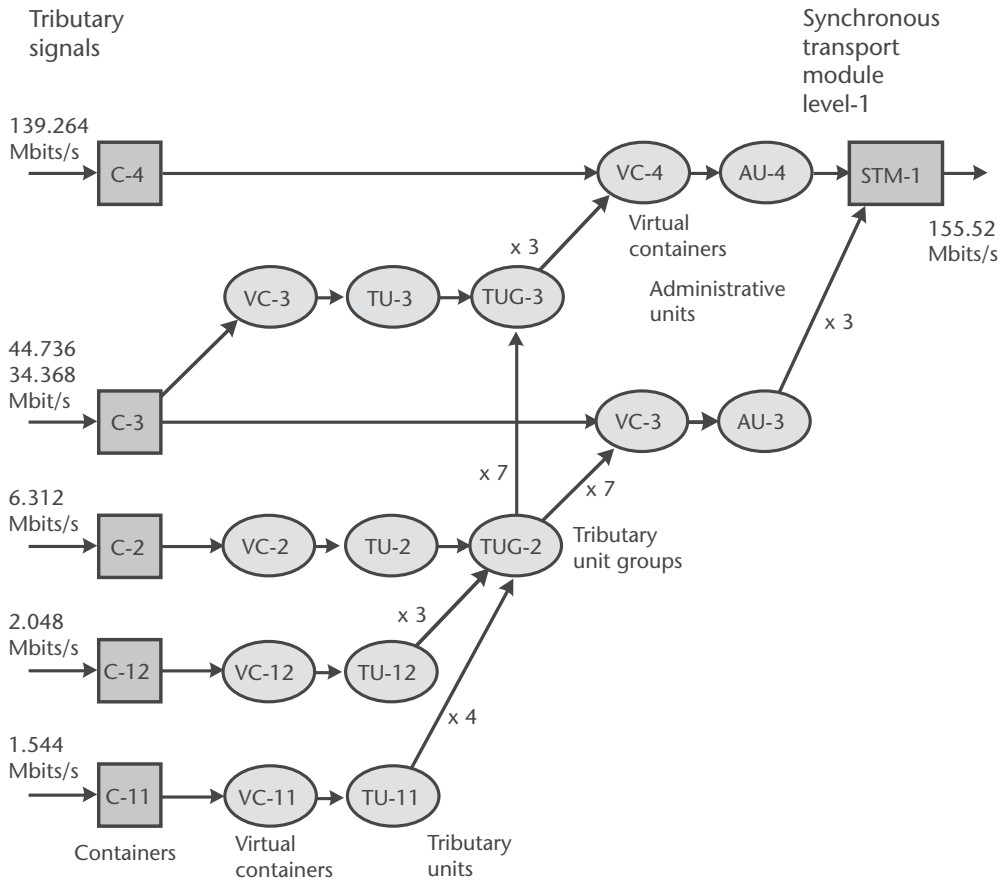 Tributary
signals
Synchronous
transport
module
level-1
139.264
Mbits/s
C-4
VC-4
AU-4
STM-1
155.52
Mbits/s
Virtual
containers
x 3
VC-3
TU-3
TUG-3
Administrative
units
x 3
44.736
34.368
Mbit/s
C-3
VC-3
AU-3
x 7
x 7
6.312
Mbits/s
C-2
VC-2
TU-2
TUG-2
Tributary
unit groups
x 3
2.048
Mbits/s
C-12
VC-12
TU-12
x 4
1.544
Mbits/s
C-11
VC-11
TU-11
Containers
Virtual
containers
Tributary
units